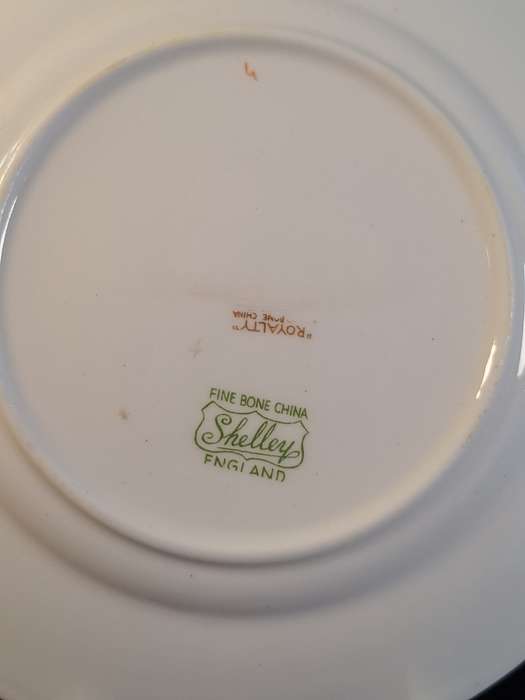 "ROYALTY"
BONE CHINA
FINE BONE CHINA
Shelley
ENGLAND